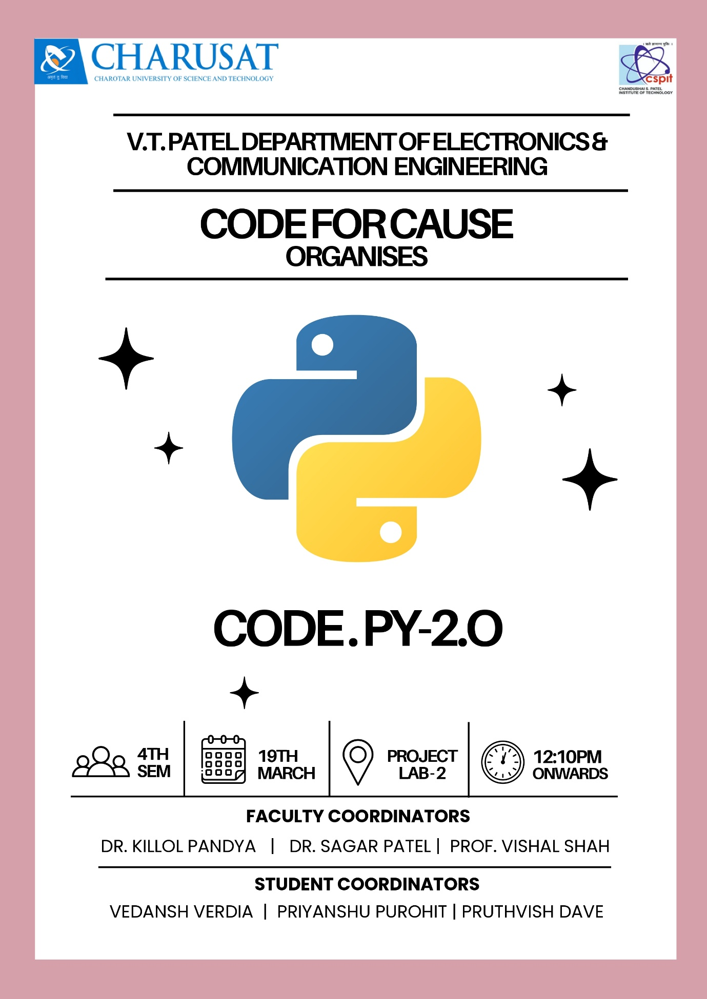 CHARUSAT
CHAROTAR UNIVERSITY OF SCIENCE AND TECHNOLOGY
अमृतं तु विद्या
। ऋते ज्ञानान्न मुक्तिः ।
cspit
CHANDUBHAI S. PATEL
INSTITUTE OF TECHNOLOGY
V.T. PATEL DEPARTMENT OF ELECTRONICS &
COMMUNICATION ENGINEERING
CODE FOR CAUSE
ORGANISES
CODE . PY-2.O
4TH
SEM
19TH
MARCH
PROJECT
LAB - 2
12:10PM
ONWARDS
FACULTY COORDINATORS
DR. KILLOL PANDYA | DR. SAGAR PATEL | PROF. VISHAL SHAH
STUDENT COORDINATORS
VEDANSH VERDIA | PRIYANSHU PUROHIT | PRUTHVISH DAVE